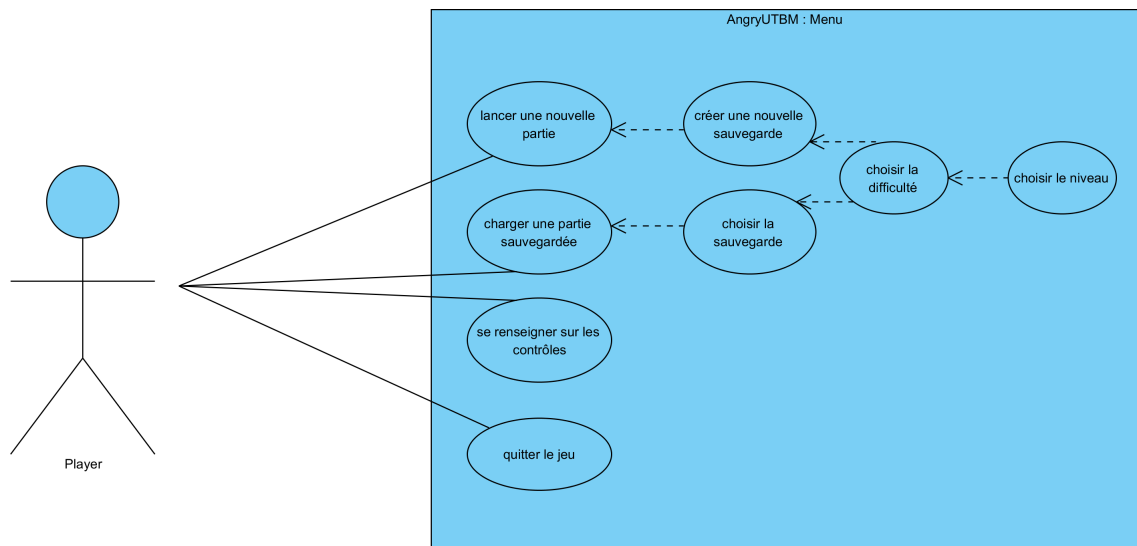 AngryUTBM : Menu
lancer une nouvelle
partie
créer une nouvelle
sauvegarde
choisir la
difficulté
choisir le niveau
charger une partie
sauvegardée
choisir la
sauvegarde
se renseigner sur les
contrôles
quitter le jeu
Player